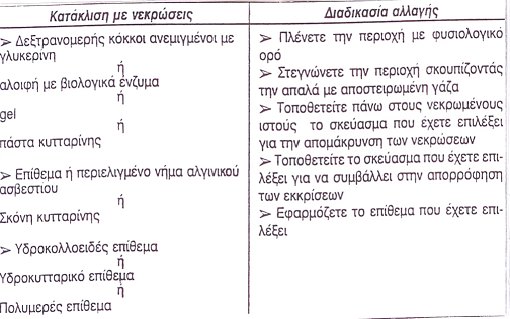 Κατάκλιση με νεκρώσεις
➢ Δεξτρανομερής κόκκοι ανεμιγμένοι με
γλυκερίνη
ή
αλοιφή με βιολογικά ένζυμα
ή
gel
ή
πάστα κυτταρίνης
➢ Επίθεμα ή περιελιγμένο νήμα αλγινικού
ασβεστίου
ή
Σκόνη κυτταρίνης
➢ Υδροκολλοειδές επίθεμα
ή
Υδροκυτταρικό επίθεμα
ή
Πολυμερές επίθεμα
Διαδικασία αλλαγής
➢ Πλένετε την περιοχή με φυσιολογικό
ορό
➢ Στεγνώνετε την περιοχή σκουπίζοντάς
την απαλά με αποστειρωμένη γάζα
➢ Τοποθετείτε πάνω στους νεκρωμένους
ιστούς το σκεύασμα που έχετε επιλέξει
για την απομάκρυνση των νεκρώσεων
➢ Τοποθετείτε το σκεύασμα που έχετε επι-
λέξει για να συμβάλλει στην απορρόφηση
των εκκρίσεων
➢ Εφαρμόζετε το επίθεμα που έχετε επι-
λέξει